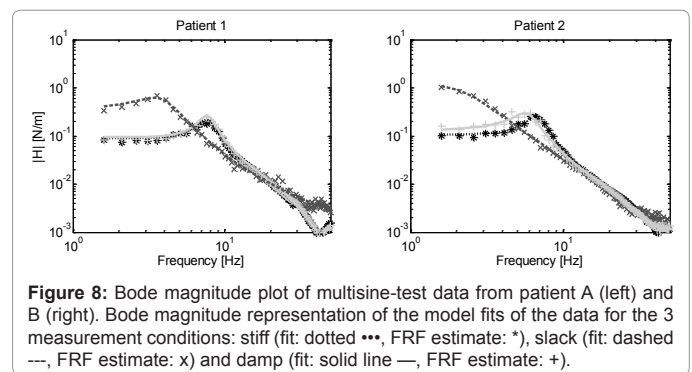 Patient 1
Patient 2
10^1
10^0
10^-1
10^-2
10^-3
|H| [N/m]
10^0
10^1
Frequency [Hz]
10^1
10^0
10^-1
10^-2
10^-3
10^0
10^1
Frequency [Hz]
Figure 8: Bode magnitude plot of multisine-test data from patient A (left) and
B (right). Bode magnitude representation of the model fits of the data for the 3
measurement conditions: stiff (fit: dotted •••, FRF estimate: *), slack (fit: dashed
---, FRF estimate: x) and damp (fit: solid line —, FRF estimate: +).